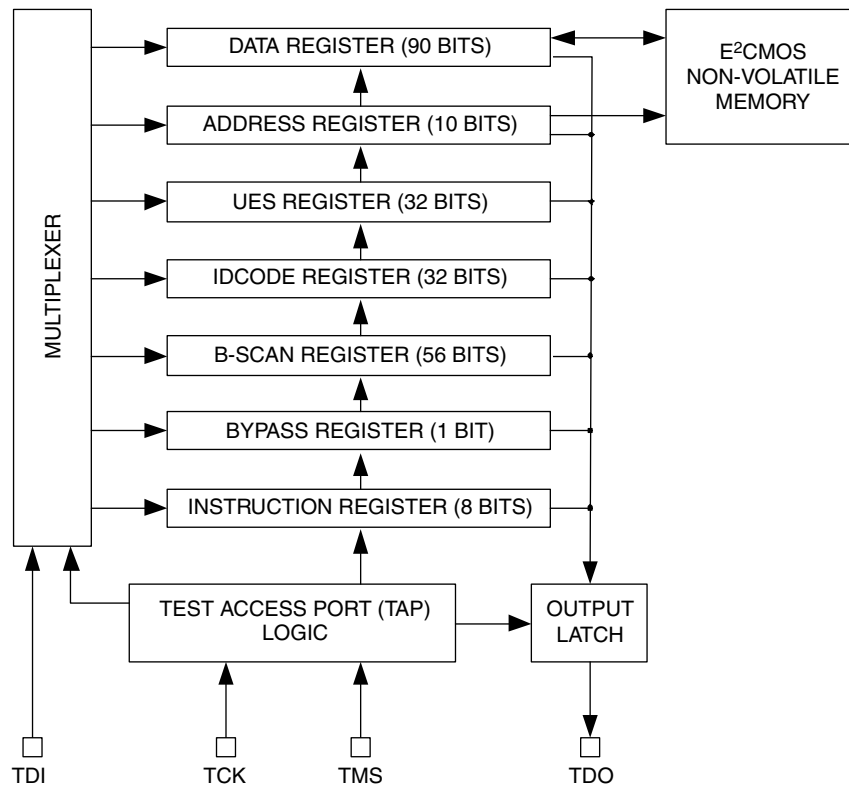 DATA REGISTER (90 BITS)
E²CMOS
NON-VOLATILE
MEMORY
ADDRESS REGISTER (10 BITS)
UES REGISTER (32 BITS)
IDCODE REGISTER (32 BITS)
B-SCAN REGISTER (56 BITS)
BYPASS REGISTER (1 BIT)
INSTRUCTION REGISTER (8 BITS)
MULTIPLEXER
TEST ACCESS PORT (TAP)
LOGIC
OUTPUT
LATCH
TDI
TCK
TMS
TDO